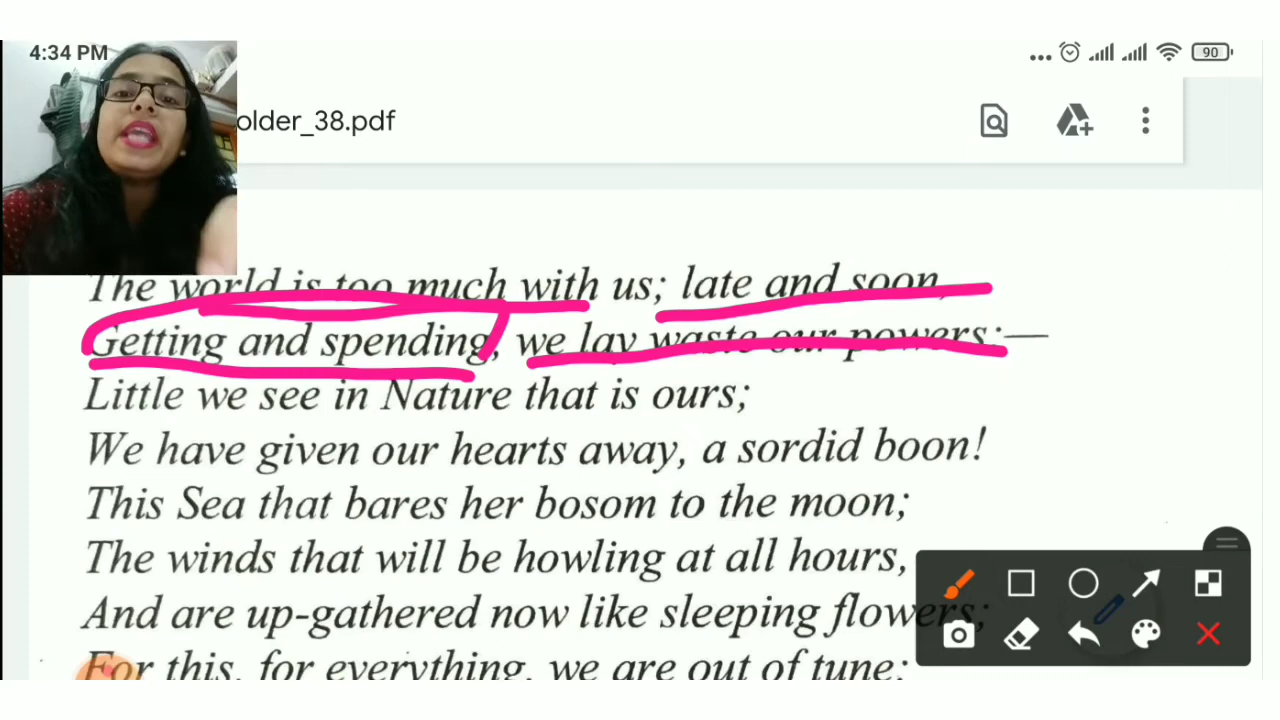 4:34 PM
90
older_38.pdf
The world is too much with us; late and soon,
Getting and spending, we lay waste our powers:—
Little we see in Nature that is ours;
We have given our hearts away, a sordid boon!
This Sea that bares her bosom to the moon;
The winds that will be howling at all hours,
And are up-gathered now like sleeping flowers;
For this, for everything, we are out of tune;